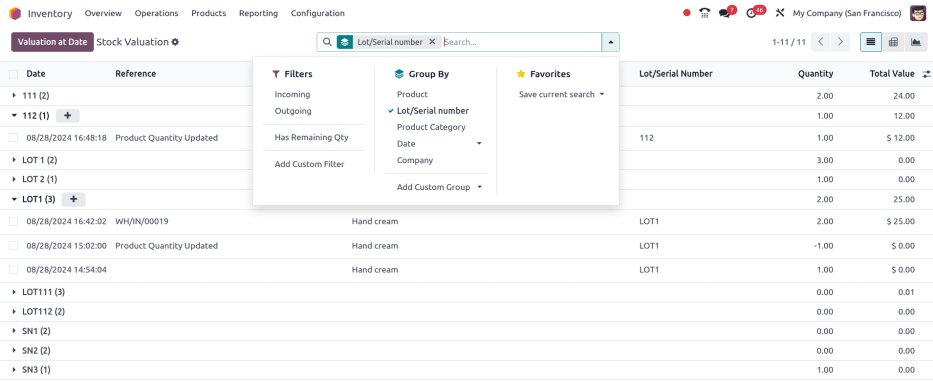 Inventory Overview Operations Products Reporting Configuration 7 46 My Company (San Francisco)
Valuation at Date Stock Valuation Lot/Serial number Search... 1-11 / 11
Date Reference Lot/Serial Number Quantity Total Value
Filters
Incoming
Outgoing
Has Remaining Qty
Add Custom Filter
Group By
Product
Lot/Serial number
Product Category
Date
Company
Add Custom Group
Favorites
Save current search
111 (2) 2.00 24.00
112 (1) + 1.00 12.00
08/28/2024 16:48:18 Product Quantity Updated 112 1.00 $ 12.00
LOT 1 (2) 3.00 0.00
LOT 2 (1) 1.00 0.00
LOT1 (3) + 2.00 25.00
08/28/2024 16:42:02 WH/IN/00019 Hand cream LOT1 2.00 $ 25.00
08/28/2024 15:02:00 Product Quantity Updated Hand cream LOT1 -1.00 $ 0.00
08/28/2024 14:54:04 Hand cream LOT1 1.00 $ 0.00
LOT111 (3) 0.00 0.01
LOT112 (2) 0.00 0.00
SN1 (2) 0.00 0.00
SN2 (2) 0.00 0.00
SN3 (1) 1.00 0.00